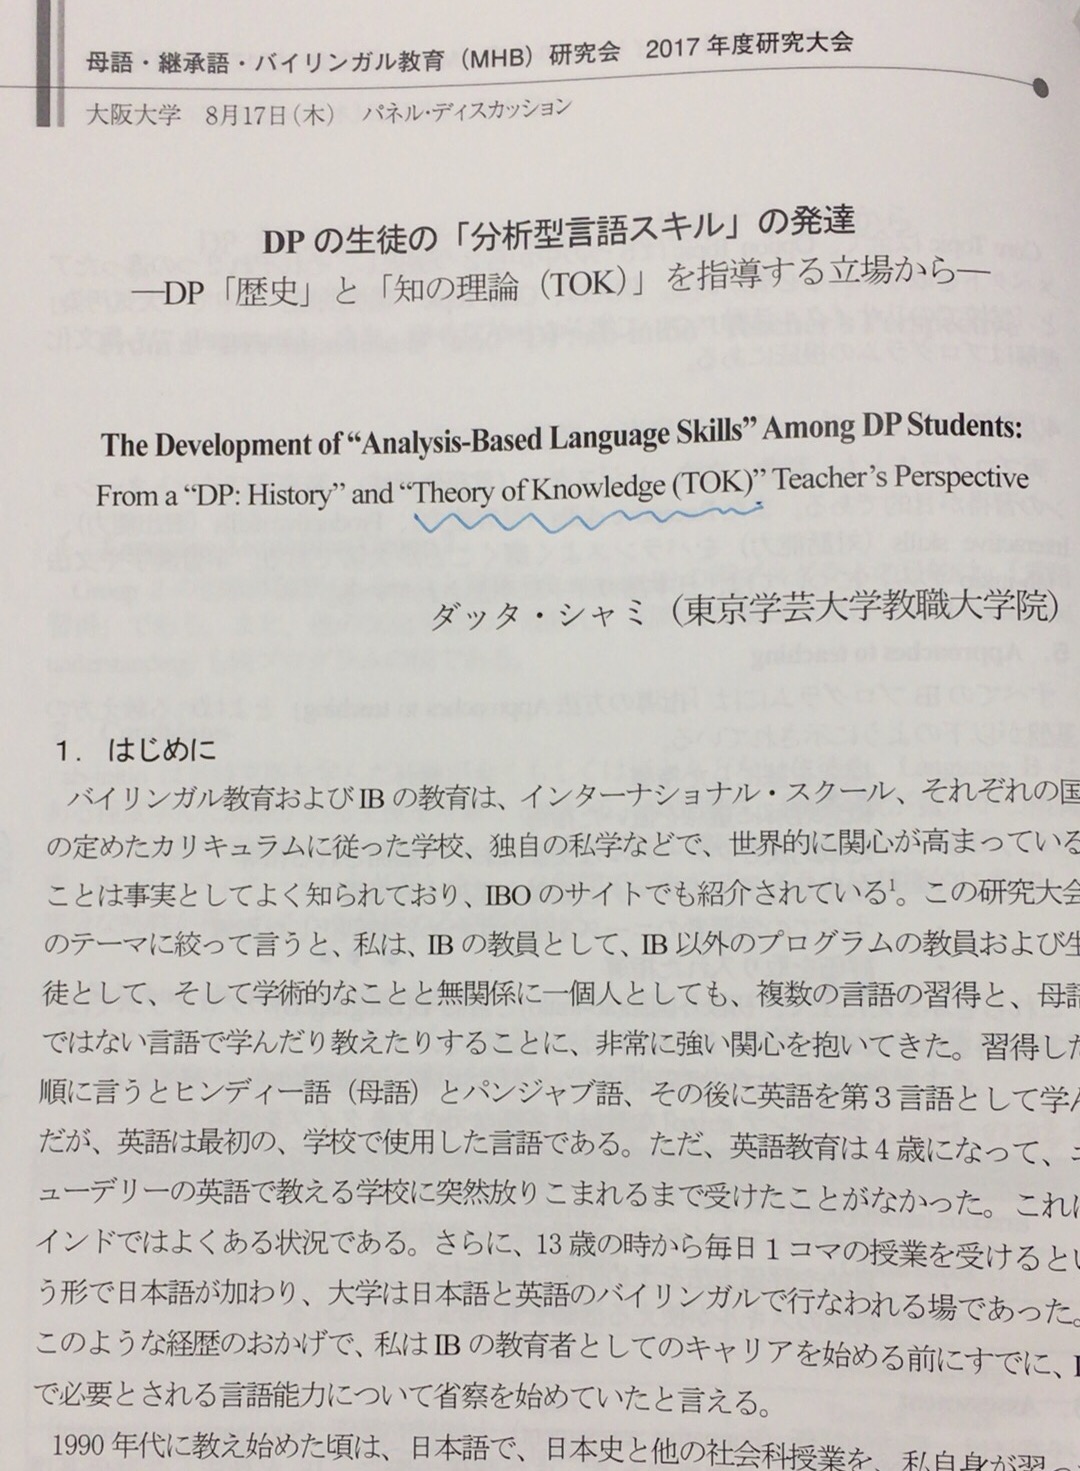 母語・継承語・バイリンガル教育（MHB）研究会　2017 年度研究大会
大阪大学　8月17日（木）　パネル・ディスカッション
DP の生徒の「分析型言語スキル」の発達
―DP「歴史」と「知の理論（TOK）」を指導する立場から―
The Development of “Analysis-Based Language Skills” Among DP Students:
From a “DP: History” and “Theory of Knowledge (TOK)” Teacher’s Perspective
ダッタ・シャミ（東京学芸大学教職大学院）
1．はじめに
バイリンガル教育および IB の教育は、インターナショナル・スクール、それぞれの国
の定めたカリキュラムに従った学校、独自の私学などで、世界的に関心が高まっている
ことは事実としてよく知られており、IBO のサイトでも紹介されている¹。この研究大会
のテーマに絞って言うと、私は、IB の教員として、IB 以外のプログラムの教員および生
徒として、そして学術的なことと無関係に一個人としても、複数の言語の習得と、母語
ではない言語で学んだり教えたりすることに、非常に強い関心を抱いてきた。習得した
順に言うとヒンディー語（母語）とパンジャブ語、その後に英語を第３言語として学ん
だが、英語は最初の、学校で使用した言語である。ただ、英語教育は 4 歳になって、ニ
ューデリーの英語で教える学校に突然放りこまれるまで受けたことがなかった。これは
インドではよくある状況である。さらに、13 歳の時から毎日 1 コマの授業を受けるとい
う形で日本語が加わり、大学は日本語と英語のバイリンガルで行なわれる場であった。
このような経歴のおかげで、私は IB の教育者としてのキャリアを始める前にすでに、
で必要とされる言語能力について省察を始めていたと言える。
1990 年代に教え始めた頃は、日本語で、日本史と他の社会科授業を、私自身が習っ